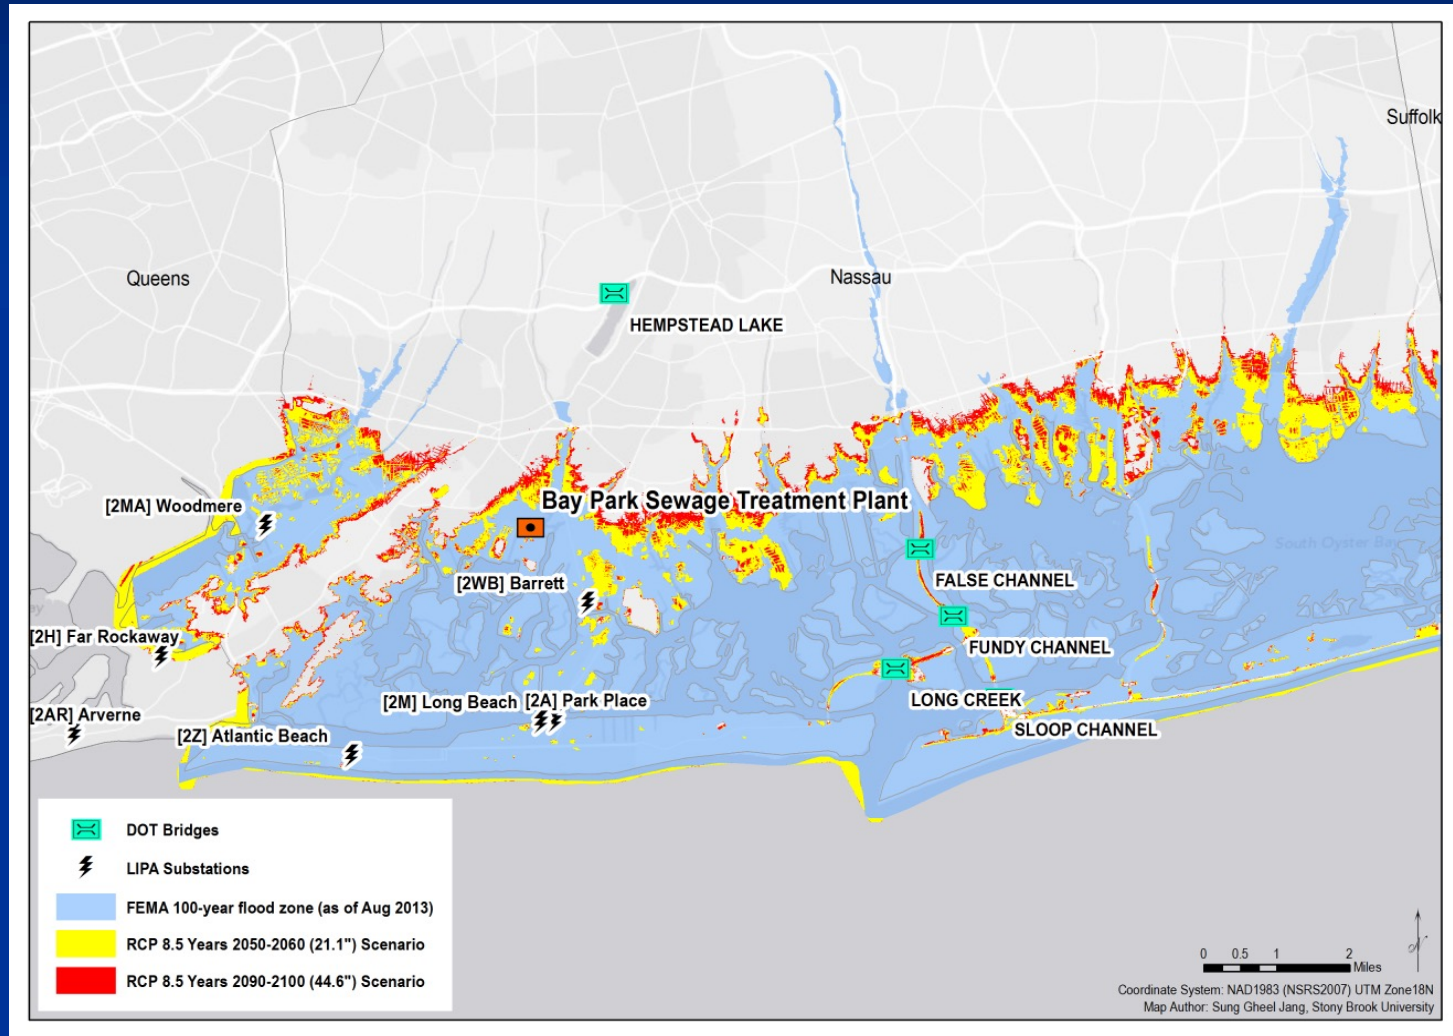 Suffolk
Queens
Nassau
HEMPSTEAD LAKE
[2MA] Woodmere
Bay Park Sewage Treatment Plant
South Oyster Bay
[2WB] Barrett
FALSE CHANNEL
[2H] Far Rockaway
FUNDY CHANNEL
[2M] Long Beach
[2A] Park Place
LONG CREEK
[2AR] Arverne
[2Z] Atlantic Beach
SLOOP CHANNEL
DOT Bridges
LIPA Substations
FEMA 100-year flood zone (as of Aug 2013)
RCP 8.5 Years 2050-2060 (21.1") Scenario
RCP 8.5 Years 2090-2100 (44.6") Scenario
0 0.5 1 2
Miles
N
Coordinate System: NAD1983 (NSRS2007) UTM Zone18N
Map Author: Sung Gheel Jang, Stony Brook University